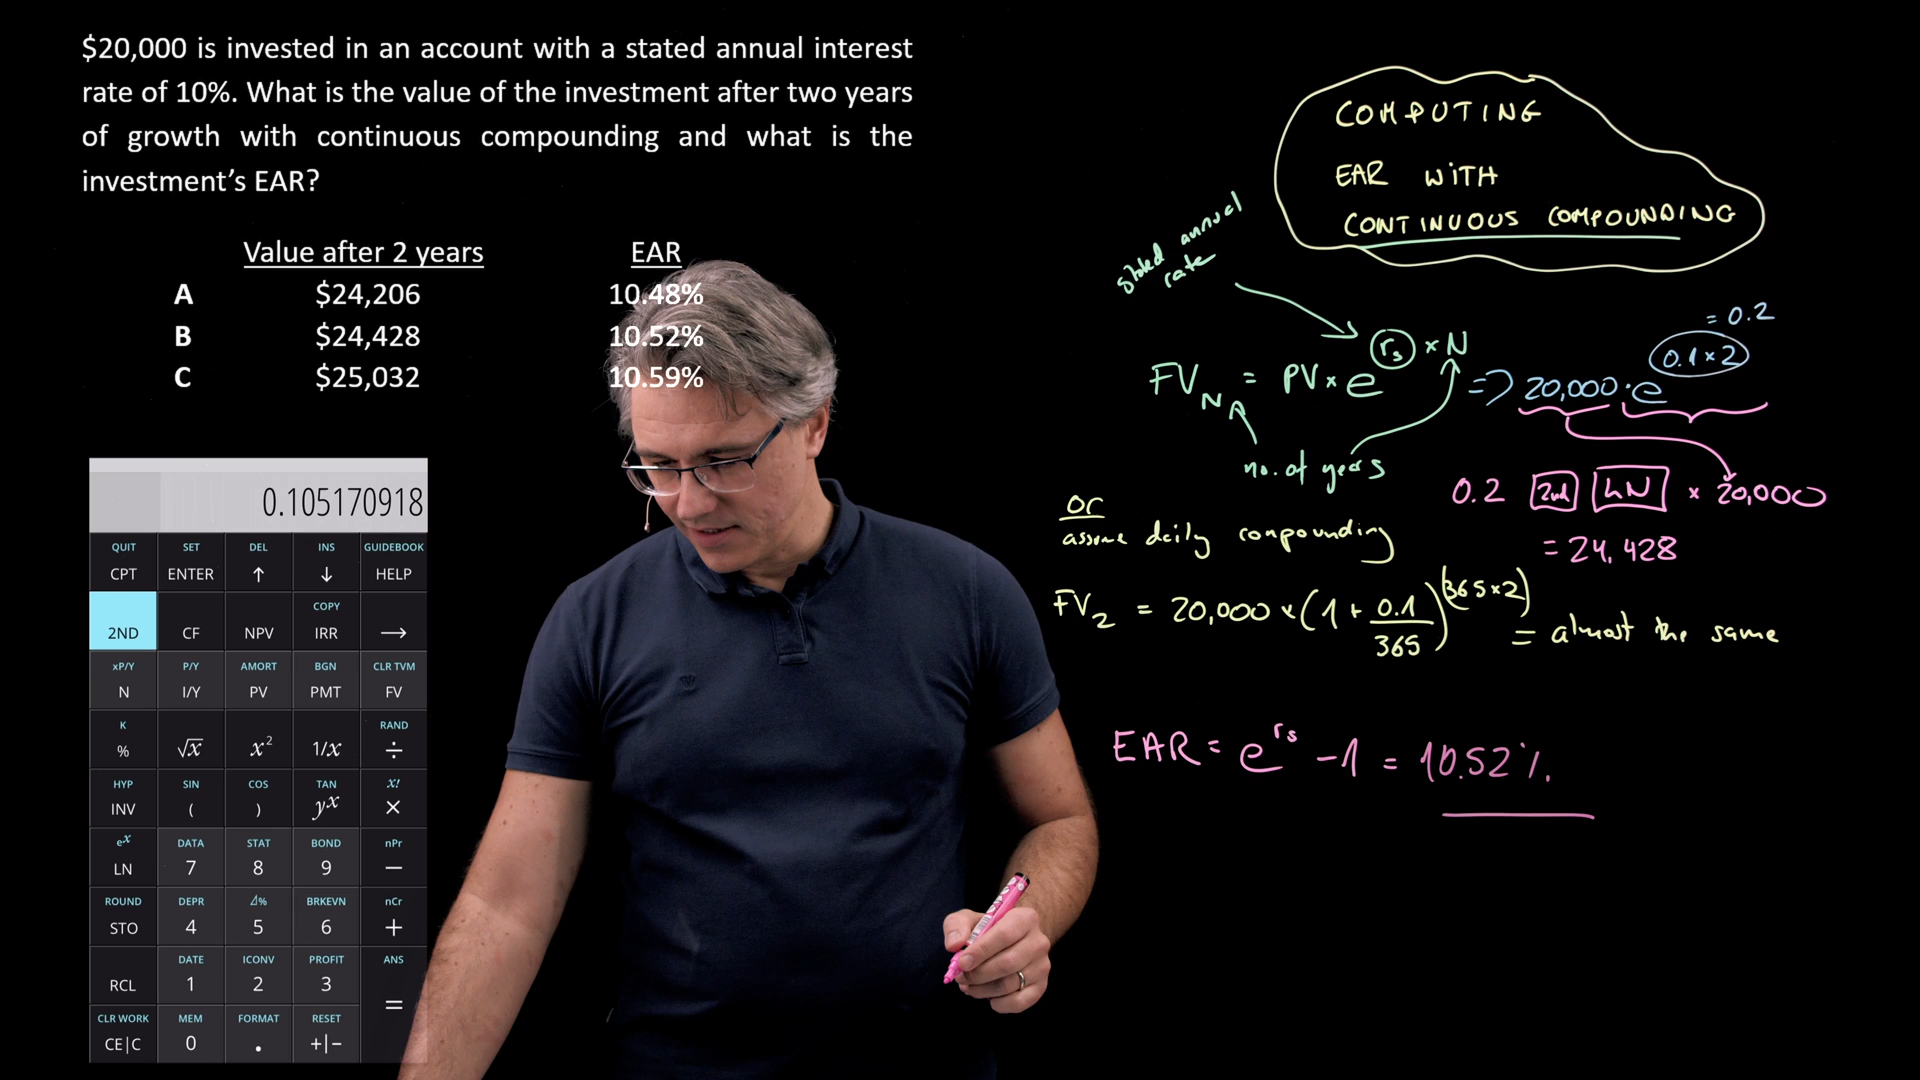 $20,000 is invested in an account with a stated annual interest
rate of 10%. What is the value of the investment after two years
of growth with continuous compounding and what is the
investment's EAR?
Value after 2 years EAR
A $24,206 10.48%
B $24,428 10.52%
C $25,032 10.59%
0.105170918
QUIT SET DEL INS GUIDEBOOK
CPT ENTER ↑ ↓ HELP
COPY
2ND CF NPV IRR →
xP/Y P/Y AMORT BGN CLR TVM
N I/Y PV PMT FV
K RAND
% √x x² 1/x ÷
HYP SIN COS TAN x!
INV ( ) yˣ ×
eˣ DATA STAT BOND nPr
LN 7 8 9 −
ROUND DEPR Δ% BRKEVN nCr
STO 4 5 6 +
DATE ICONV PROFIT ANS
RCL 1 2 3 =
CLR WORK MEM FORMAT RESET
CE|C 0 . +|−
COMPUTING
EAR WITH
CONTINUOUS COMPOUNDING
stated annual
rate
= 0.2
FV_N = PV × e^(r_s × N) => 20,000 · e^(0.1 × 2)
no. of years
0.2 2nd LN × 20,000
= 24,428
or
assume daily compounding
FV₂ = 20,000 × (1 + 0.1/365)^(365 × 2) = almost the same
EAR = e^(r_s) − 1 = 10.52%.